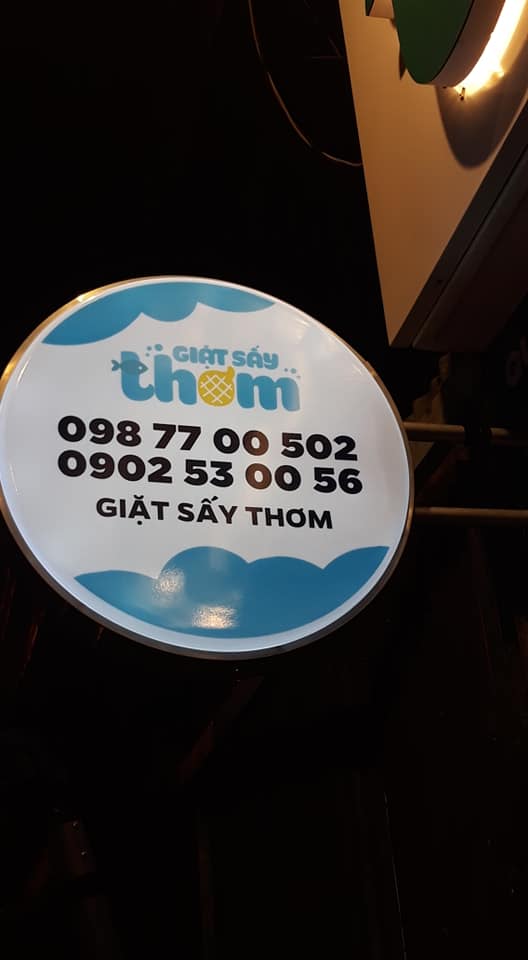 GIẶT SẤY
thơm
098 77 00 502
0902 53 00 56
GIẶT SẤY THƠM